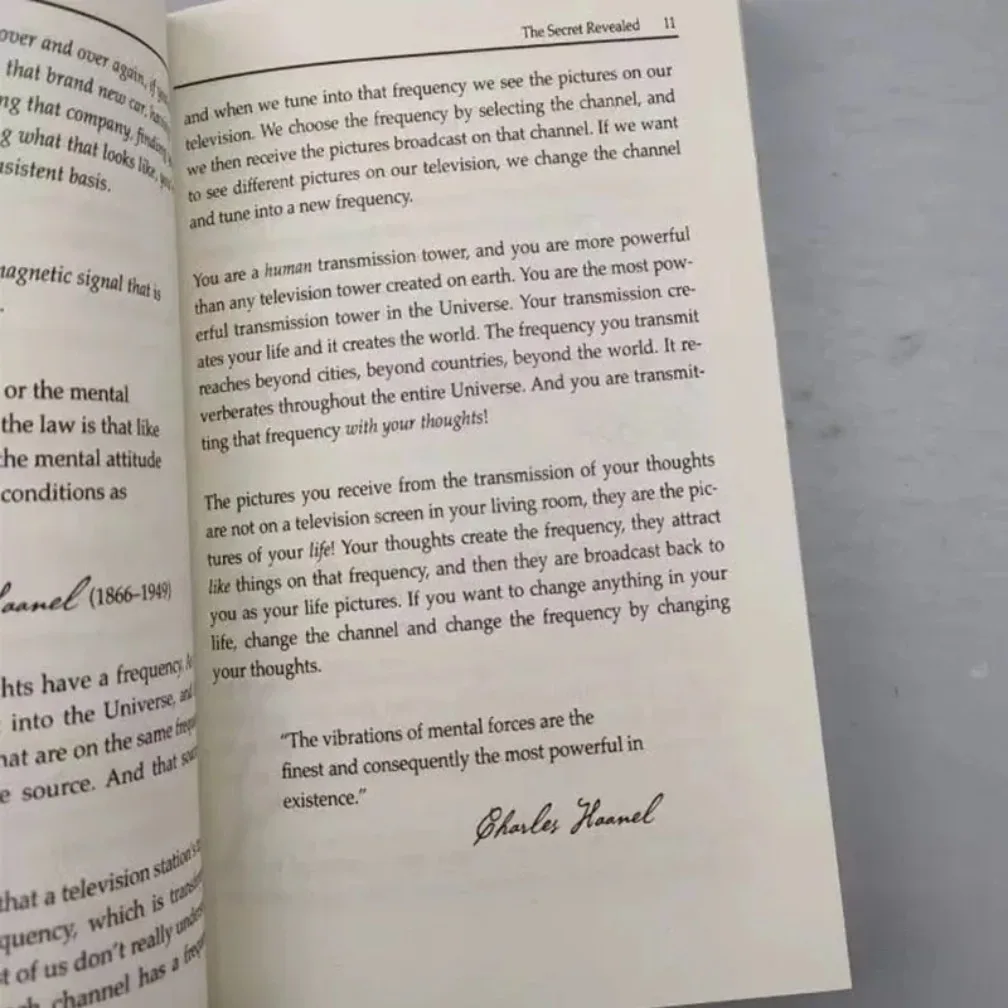 over and over again, if
that brand new car,
that company, finding
what that looks like,
basis.
magnetic signal that is
or the mental
the law is that like
the mental attitude
conditions as
Haanel (1866–1949)
have a frequency.
into the Universe, and
that are on the same
source. And that
that a television station's
which is
of us don't really
channel has a
The Secret Revealed 11
and when we tune into that frequency we see the pictures on our
television. We choose the frequency by selecting the channel, and
we then receive the pictures broadcast on that channel. If we want
to see different pictures on our television, we change the channel
and tune into a new frequency.
You are a human transmission tower, and you are more powerful
than any television tower created on earth. You are the most pow-
erful transmission tower in the Universe. Your transmission cre-
ates your life and it creates the world. The frequency you transmit
reaches beyond cities, beyond countries, beyond the world. It re-
verberates throughout the entire Universe. And you are transmit-
ting that frequency with your thoughts!
The pictures you receive from the transmission of your thoughts
are not on a television screen in your living room, they are the pic-
tures of your life! Your thoughts create the frequency, they attract
like things on that frequency, and then they are broadcast back to
you as your life pictures. If you want to change anything in your
life, change the channel and change the frequency by changing
your thoughts.
“The vibrations of mental forces are the
finest and consequently the most powerful in
existence.”
Charles Haanel